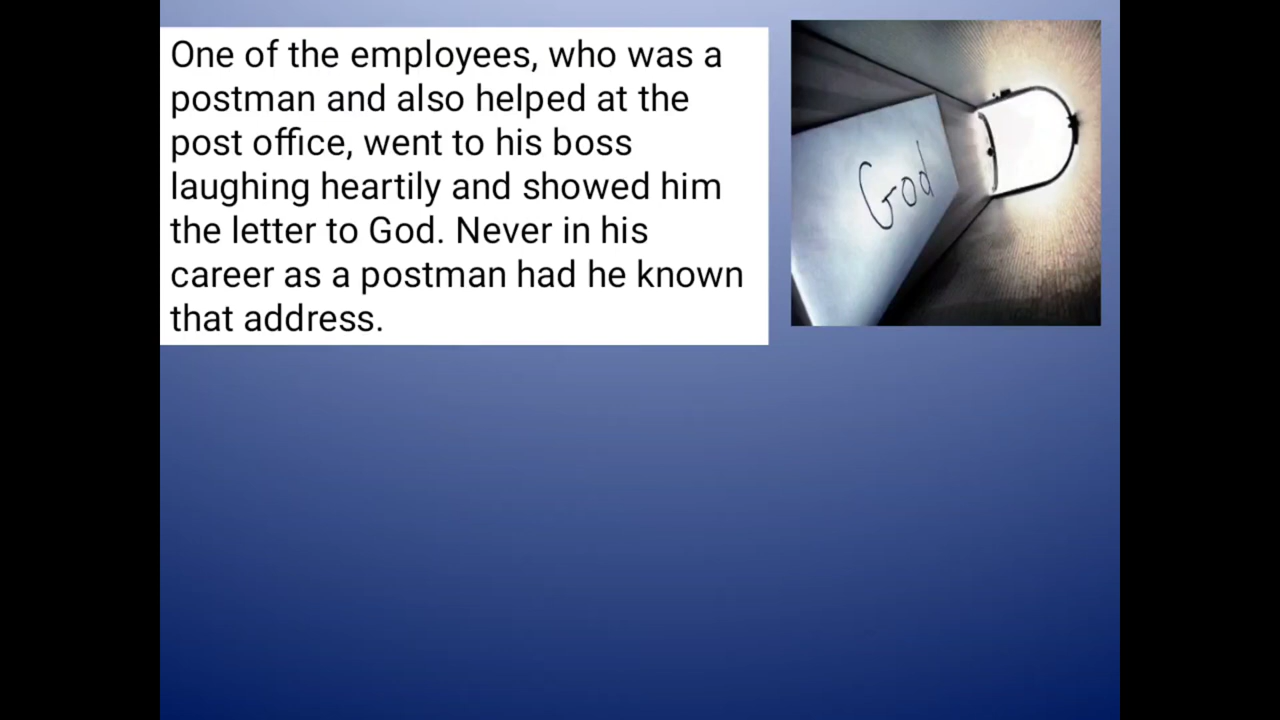 One of the employees, who was a
postman and also helped at the
post office, went to his boss
laughing heartily and showed him
the letter to God. Never in his
career as a postman had he known
that address.
God